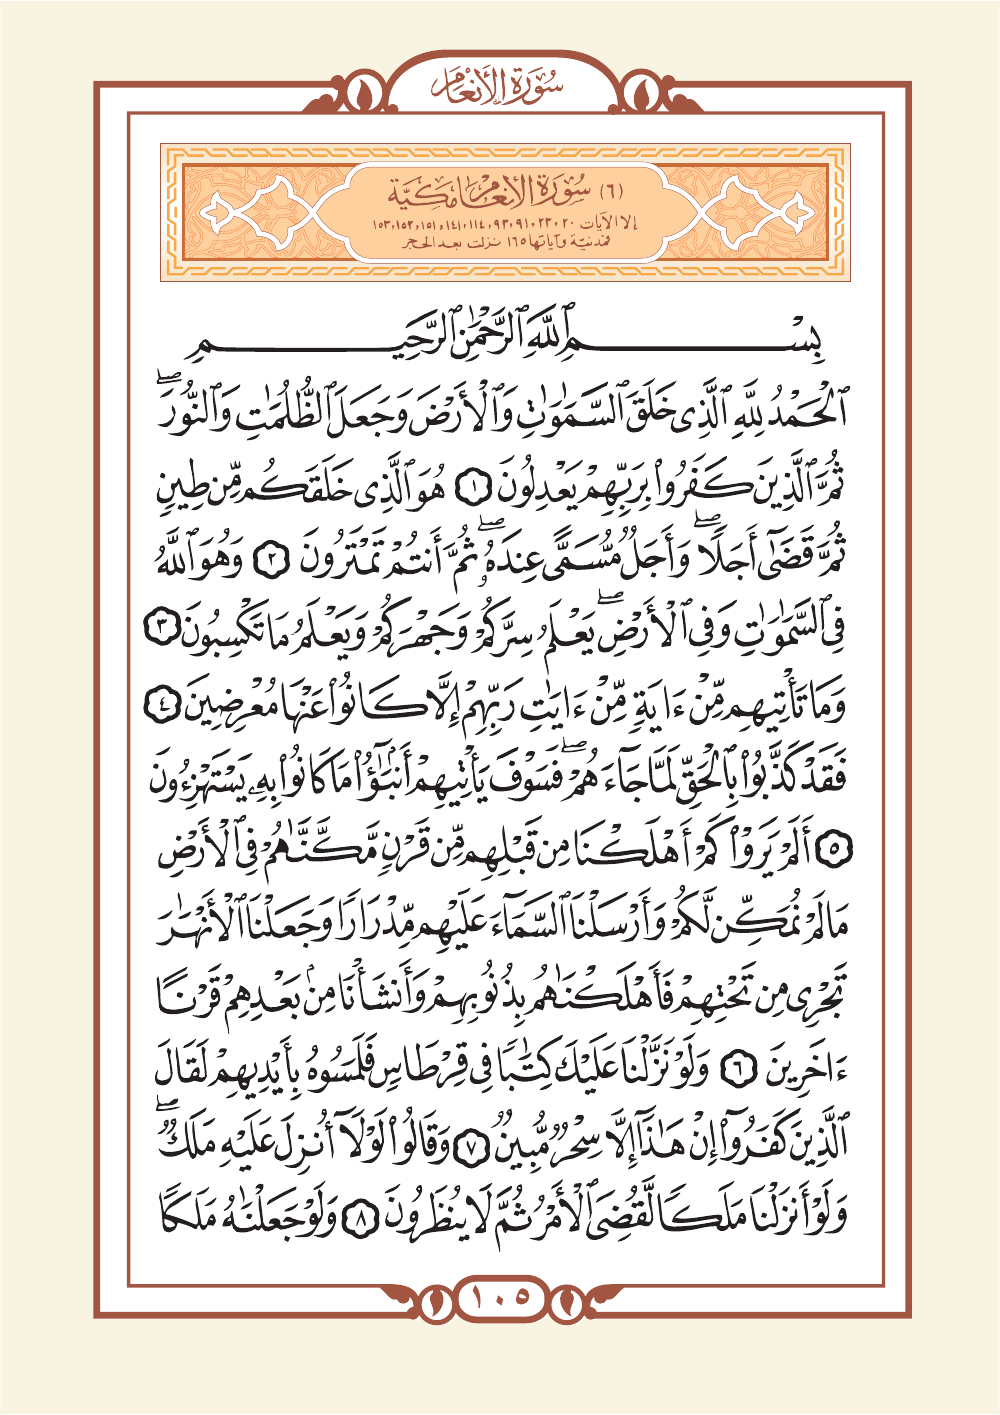 سُورَةُ الأَنعَام
(٦) سُورَةُ الأَنعَامِ مَكِيَّة
إلا الآيات ٢٠، ٢٣، ٩١، ٩٣، ١١٤، ١٤١، ١٥١، ١٥٢، ١٥٣
فمدنيّة وآياتها ١٦٥ نزلت بعد الحجر
بِسْمِ ٱللَّهِ ٱلرَّحْمَٰنِ ٱلرَّحِيمِ
ٱلْحَمْدُ لِلَّهِ ٱلَّذِى خَلَقَ ٱلسَّمَٰوَٰتِ وَٱلْأَرْضَ وَجَعَلَ ٱلظُّلُمَٰتِ وَٱلنُّورَ ۖ
ثُمَّ ٱلَّذِينَ كَفَرُوا۟ بِرَبِّهِمْ يَعْدِلُونَ ١ هُوَ ٱلَّذِى خَلَقَكُم مِّن طِينٍ
ثُمَّ قَضَىٰٓ أَجَلًا ۖ وَأَجَلٌ مُّسَمًّى عِندَهُۥ ۖ ثُمَّ أَنتُمْ تَمْتَرُونَ ٢ وَهُوَ ٱللَّهُ
فِى ٱلسَّمَٰوَٰتِ وَفِى ٱلْأَرْضِ ۖ يَعْلَمُ سِرَّكُمْ وَجَهْرَكُمْ وَيَعْلَمُ مَا تَكْسِبُونَ ٣
وَمَا تَأْتِيهِم مِّنْ ءَايَةٍ مِّنْ ءَايَٰتِ رَبِّهِمْ إِلَّا كَانُوا۟ عَنْهَا مُعْرِضِينَ ٤
فَقَدْ كَذَّبُوا۟ بِٱلْحَقِّ لَمَّا جَآءَهُمْ ۖ فَسَوْفَ يَأْتِيهِمْ أَنۢبَٰٓؤُا۟ مَا كَانُوا۟ بِهِۦ يَسْتَهْزِءُونَ
٥ أَلَمْ يَرَوْا۟ كَمْ أَهْلَكْنَا مِن قَبْلِهِم مِّن قَرْنٍ مَّكَّنَّٰهُمْ فِى ٱلْأَرْضِ
مَا لَمْ نُمَكِّن لَّكُمْ وَأَرْسَلْنَا ٱلسَّمَآءَ عَلَيْهِم مِّدْرَارًا وَجَعَلْنَا ٱلْأَنْهَٰرَ
تَجْرِى مِن تَحْتِهِمْ فَأَهْلَكْنَٰهُم بِذُنُوبِهِمْ وَأَنشَأْنَا مِنۢ بَعْدِهِمْ قَرْنًا
ءَاخَرِينَ ٦ وَلَوْ نَزَّلْنَا عَلَيْكَ كِتَٰبًا فِى قِرْطَاسٍ فَلَمَسُوهُ بِأَيْدِيهِمْ لَقَالَ
ٱلَّذِينَ كَفَرُوٓا۟ إِنْ هَٰذَآ إِلَّا سِحْرٌ مُّبِينٌ ٧ وَقَالُوا۟ لَوْلَآ أُنزِلَ عَلَيْهِ مَلَكٌ ۖ
وَلَوْ أَنزَلْنَا مَلَكًا لَّقُضِىَ ٱلْأَمْرُ ثُمَّ لَا يُنظَرُونَ ٨ وَلَوْ جَعَلْنَٰهُ مَلَكًا
١٠٥